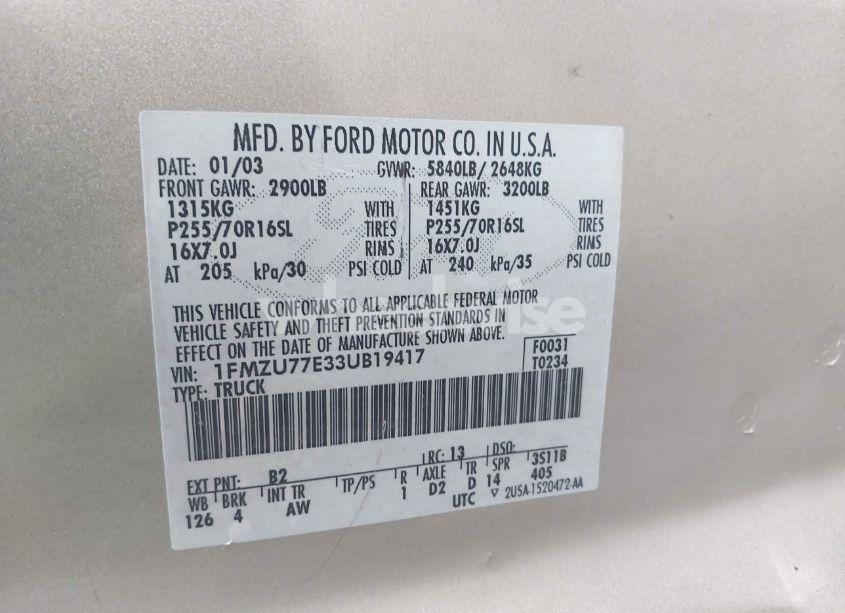 MFD. BY FORD MOTOR CO. IN U.S.A.
DATE: 01/03 GVWR: 5840LB/ 2648KG
FRONT GAWR: 2900LB REAR GAWR: 3200LB
1315KG WITH 1451KG WITH
P255/70R16SL TIRES P255/70R16SL TIRES
16X7.0J RIMS 16X7.0J RIMS
AT 205 kPa/30 PSI COLD AT 240 kPa/35 PSI COLD
THIS VEHICLE CONFORMS TO ALL APPLICABLE FEDERAL MOTOR
VEHICLE SAFETY AND THEFT PREVENTION STANDARDS IN
EFFECT ON THE DATE OF MANUFACTURE SHOWN ABOVE.
VIN: 1FMZU77E33UB19417 F0031
TYPE: TRUCK T0234
EXT PNT: B2 RC: 13 DSO:
WB BRK INT TR TP/PS R AXLE TR SPR 3S11B
126 4 AW 1 D2 D 14 405
UTC ▽ 2U5A-1520472-AA